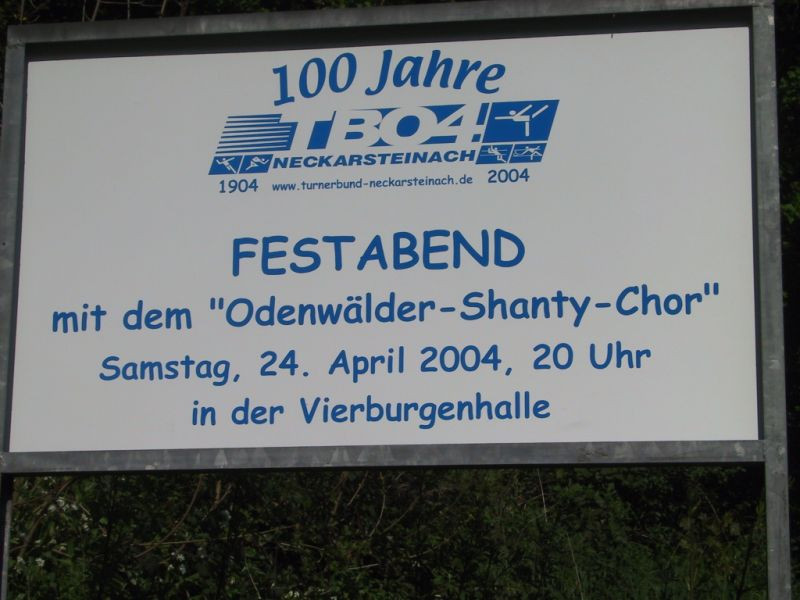 100 Jahre
TB04!
NECKARSTEINACH
1904 www.turnerbund-neckarsteinach.de 2004
FESTABEND
mit dem "Odenwälder-Shanty-Chor"
Samstag, 24. April 2004, 20 Uhr
in der Vierburgenhalle